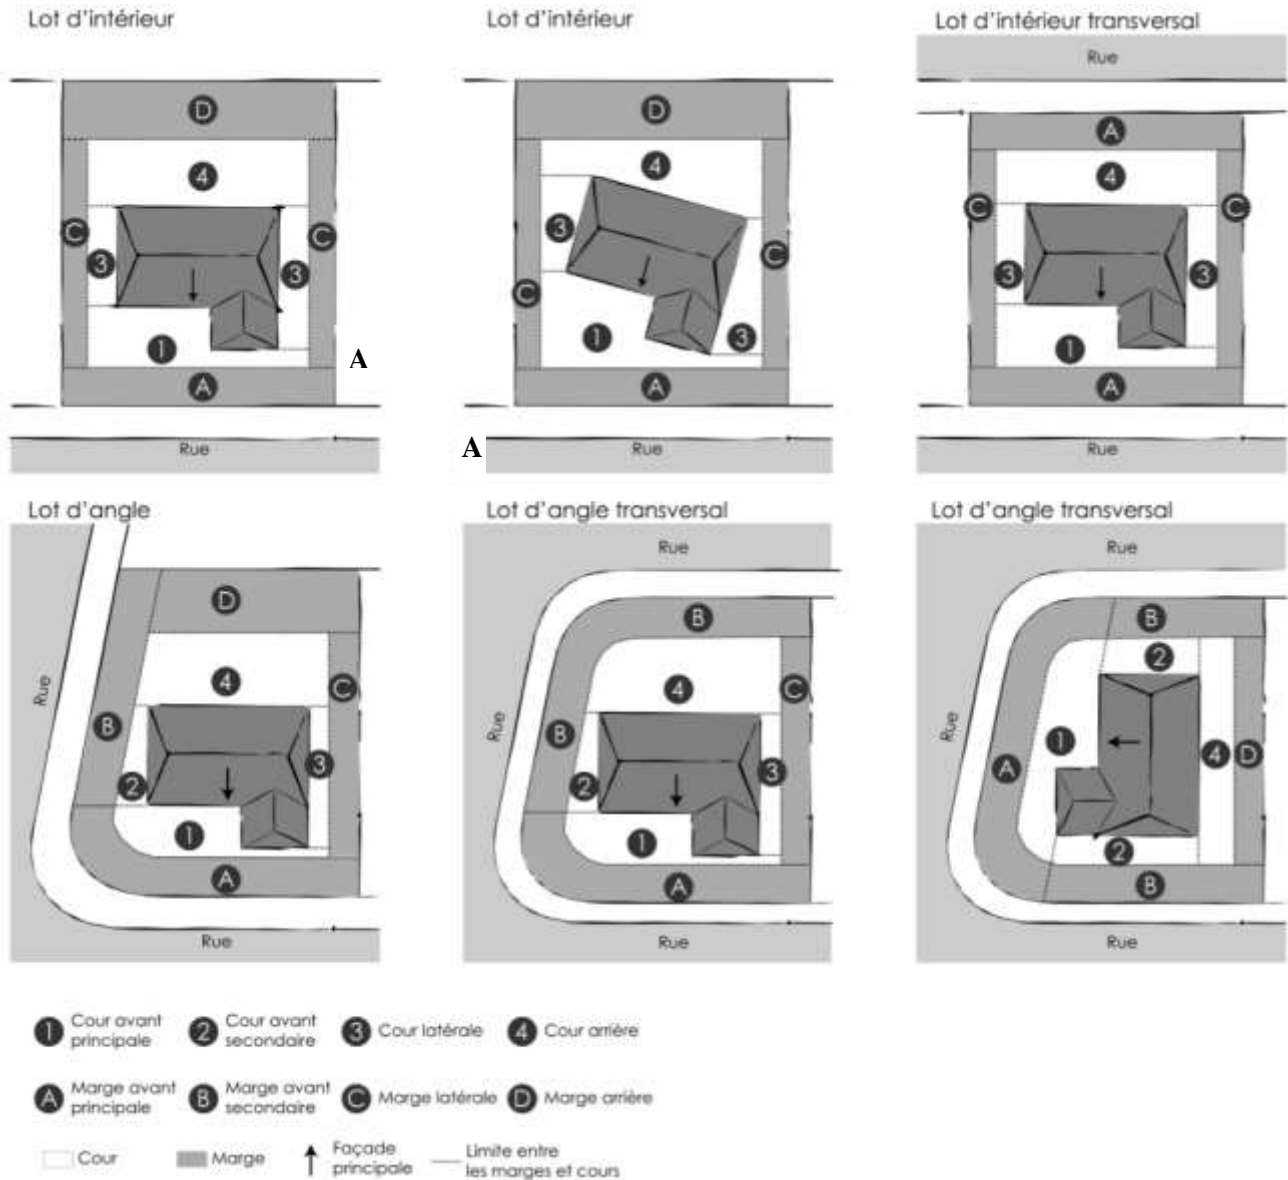 Lot d'intérieur
Lot d'intérieur
Lot d'intérieur transversal
Rue
D
4
C
C
3
3
1
A
A
Rue
D
4
3
C
C
1
3
A
A
Rue
A
4
C
C
3
3
1
A
Rue
Lot d'angle
Lot d'angle transversal
Lot d'angle transversal
D
4
C
Rue
B
3
2
1
A
Rue
Rue
B
4
C
Rue
B
3
2
1
A
Rue
Rue
B
2
Rue
1
4
D
A
2
B
Rue
1 Cour avant principale
2 Cour avant secondaire
3 Cour latérale
4 Cour arrière
A Marge avant principale
B Marge avant secondaire
C Marge latérale
D Marge arrière
Cour
Marge
Façade principale
Limite entre les marges et cours